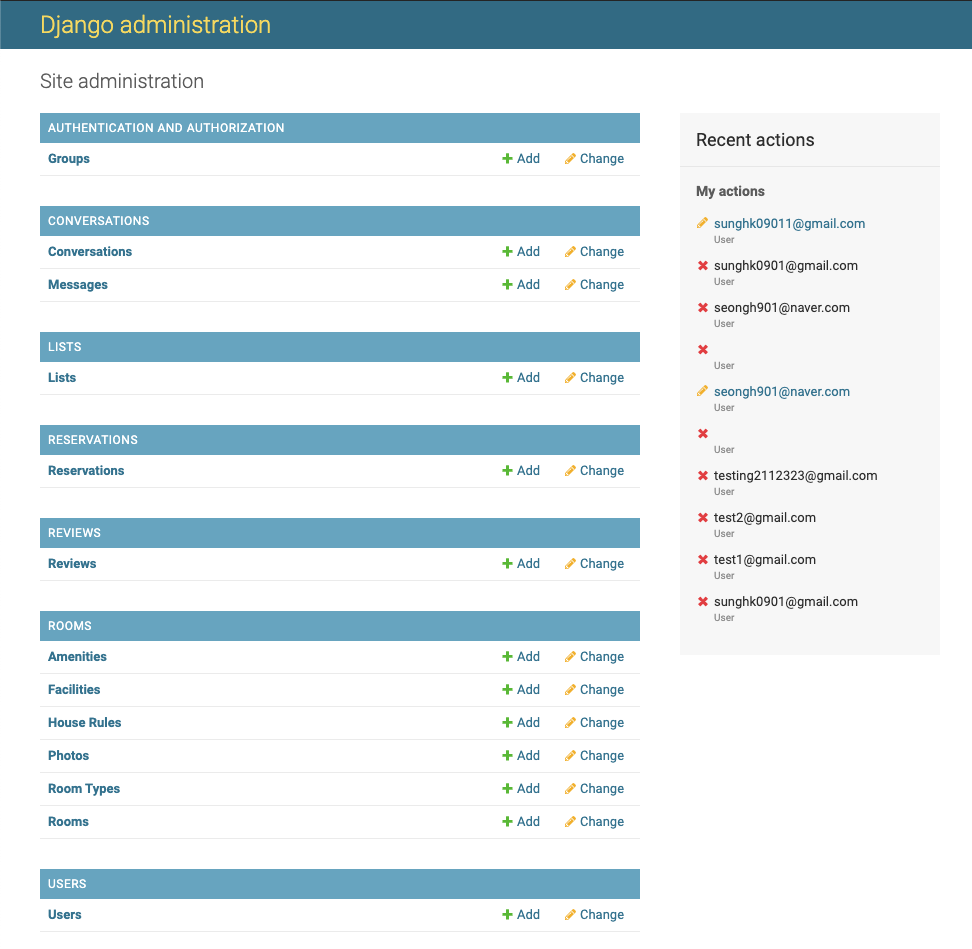 Django administration
Site administration
AUTHENTICATION AND AUTHORIZATION
Groups Add Change
CONVERSATIONS
Conversations Add Change
Messages Add Change
LISTS
Lists Add Change
RESERVATIONS
Reservations Add Change
REVIEWS
Reviews Add Change
ROOMS
Amenities Add Change
Facilities Add Change
House Rules Add Change
Photos Add Change
Room Types Add Change
Rooms Add Change
USERS
Users Add Change
Recent actions
My actions
sunghk09011@gmail.com
User
sunghk0901@gmail.com
User
seongh901@naver.com
User
User
seongh901@naver.com
User
User
testing2112323@gmail.com
User
test2@gmail.com
User
test1@gmail.com
User
sunghk0901@gmail.com
User